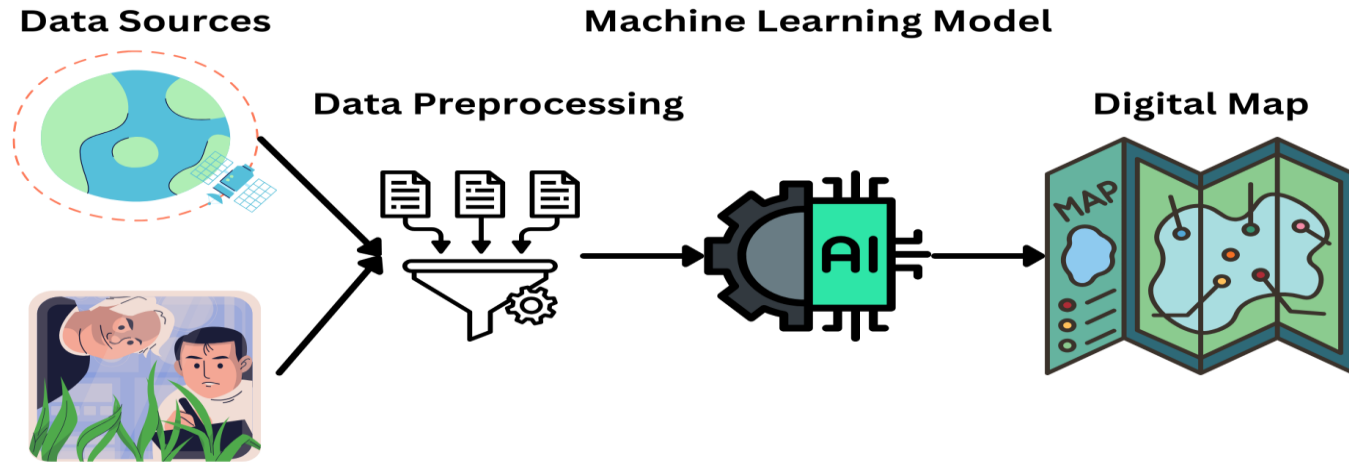 Data Sources
Machine Learning Model
Data Preprocessing
Digital Map
AI
MAP